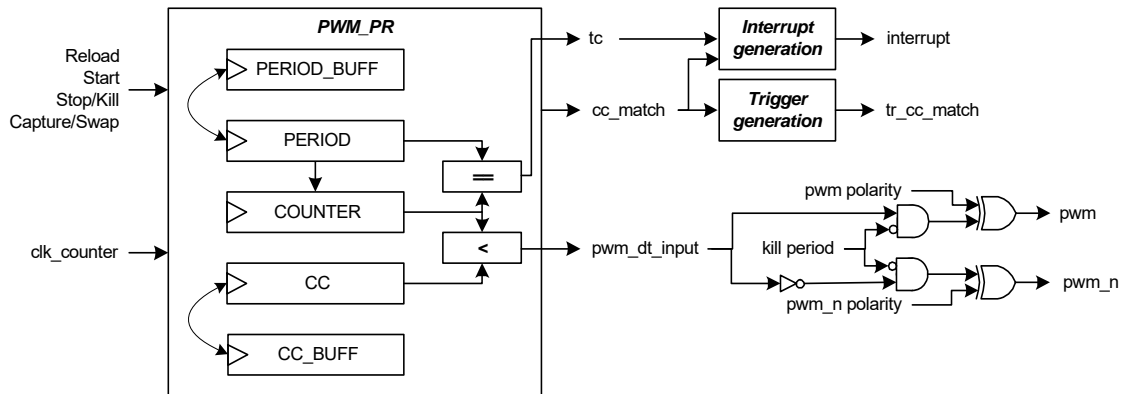 PWM_PR
Reload
Start
Stop/Kill
Capture/Swap
clk_counter
PERIOD_BUFF
PERIOD
COUNTER
CC
CC_BUFF
==
<
tc
cc_match
pwm_dt_input
Interrupt
generation
interrupt
Trigger
generation
tr_cc_match
pwm polarity
kill period
pwm_n polarity
pwm
pwm_n